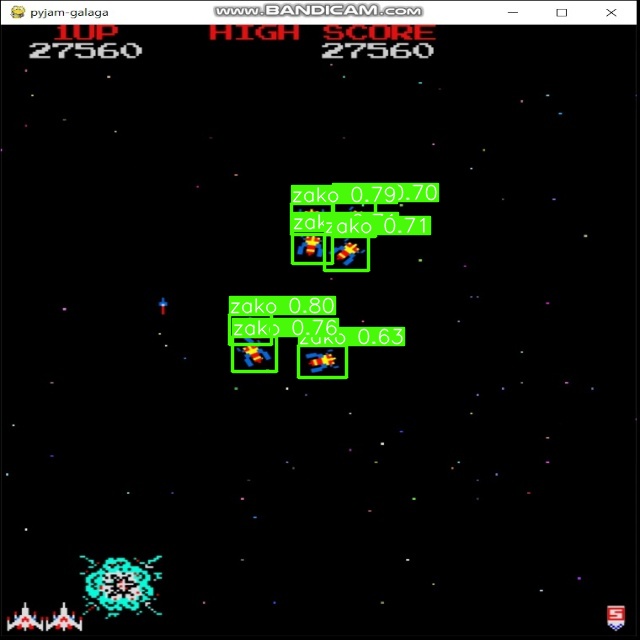 www.BANDICAM.com
pyjam-galaga
1UP HIGH SCORE
27560 27560
zako 0.79 0.70
zako 0.71
zako 0.80
zako 0.76 zako 0.63
5